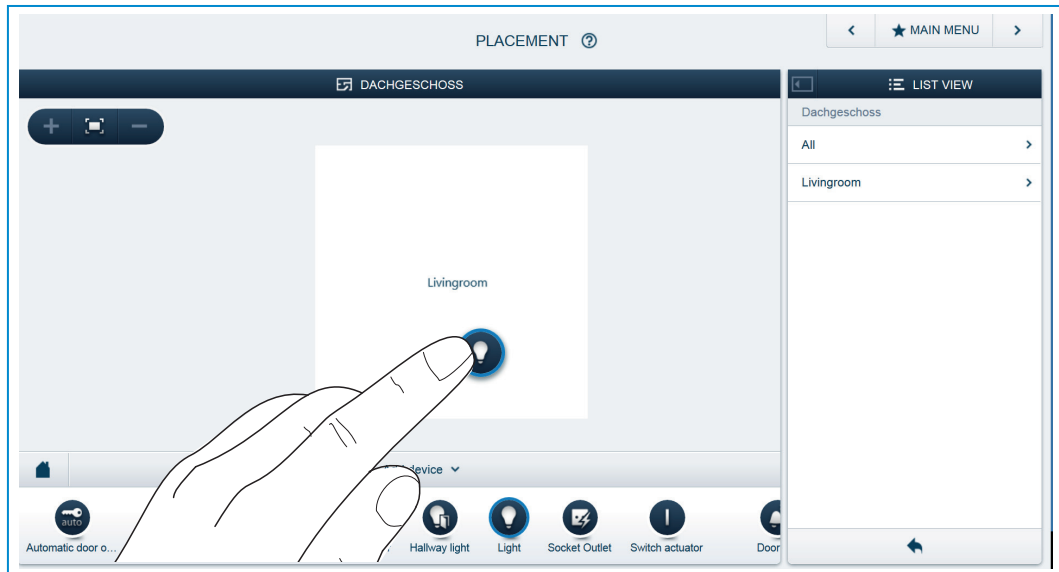 PLACEMENT ?
MAIN MENU
DACHGESCHOSS
LIST VIEW
Dachgeschoss
All
Livingroom
Livingroom
device
auto
Automatic door o...
Hallway light
Light
Socket Outlet
Switch actuator
Door